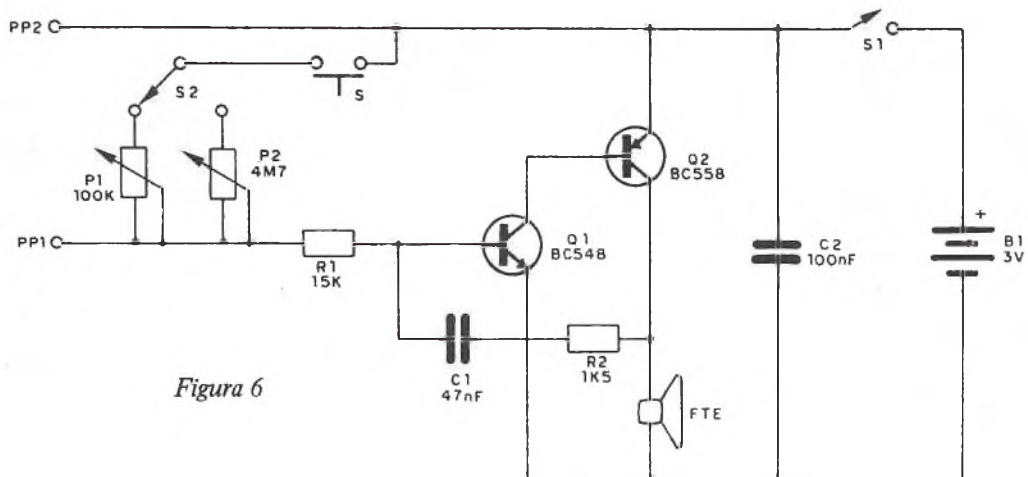 PP2
S1
S2
S
P1
100K
P2
4M7
Q2
BC558
PP1
R1
15K
Q1
BC548
C2
100nF
+
B1
3V
C1
47nF
R2
1K5
FTE
Figura 6